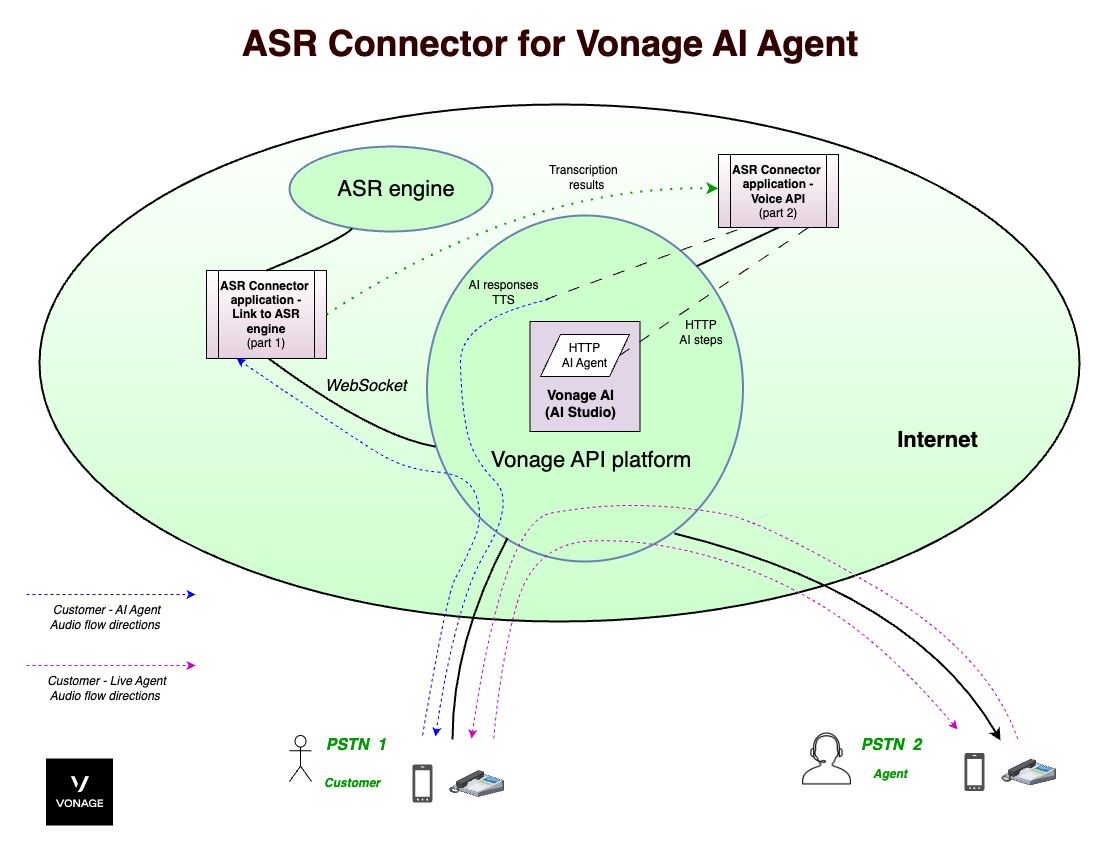 ASR Connector for Vonage AI Agent
ASR engine
Transcription
results
ASR Connector
application -
Voice API
(part 2)
ASR Connector
application -
Link to ASR
engine
(part 1)
AI responses
TTS
HTTP
AI steps
HTTP
AI Agent
Vonage AI
(AI Studio)
WebSocket
Internet
Vonage API platform
Customer - AI Agent
Audio flow directions
Customer - Live Agent
Audio flow directions
PSTN 1
Customer
PSTN 2
Agent
VONAGE